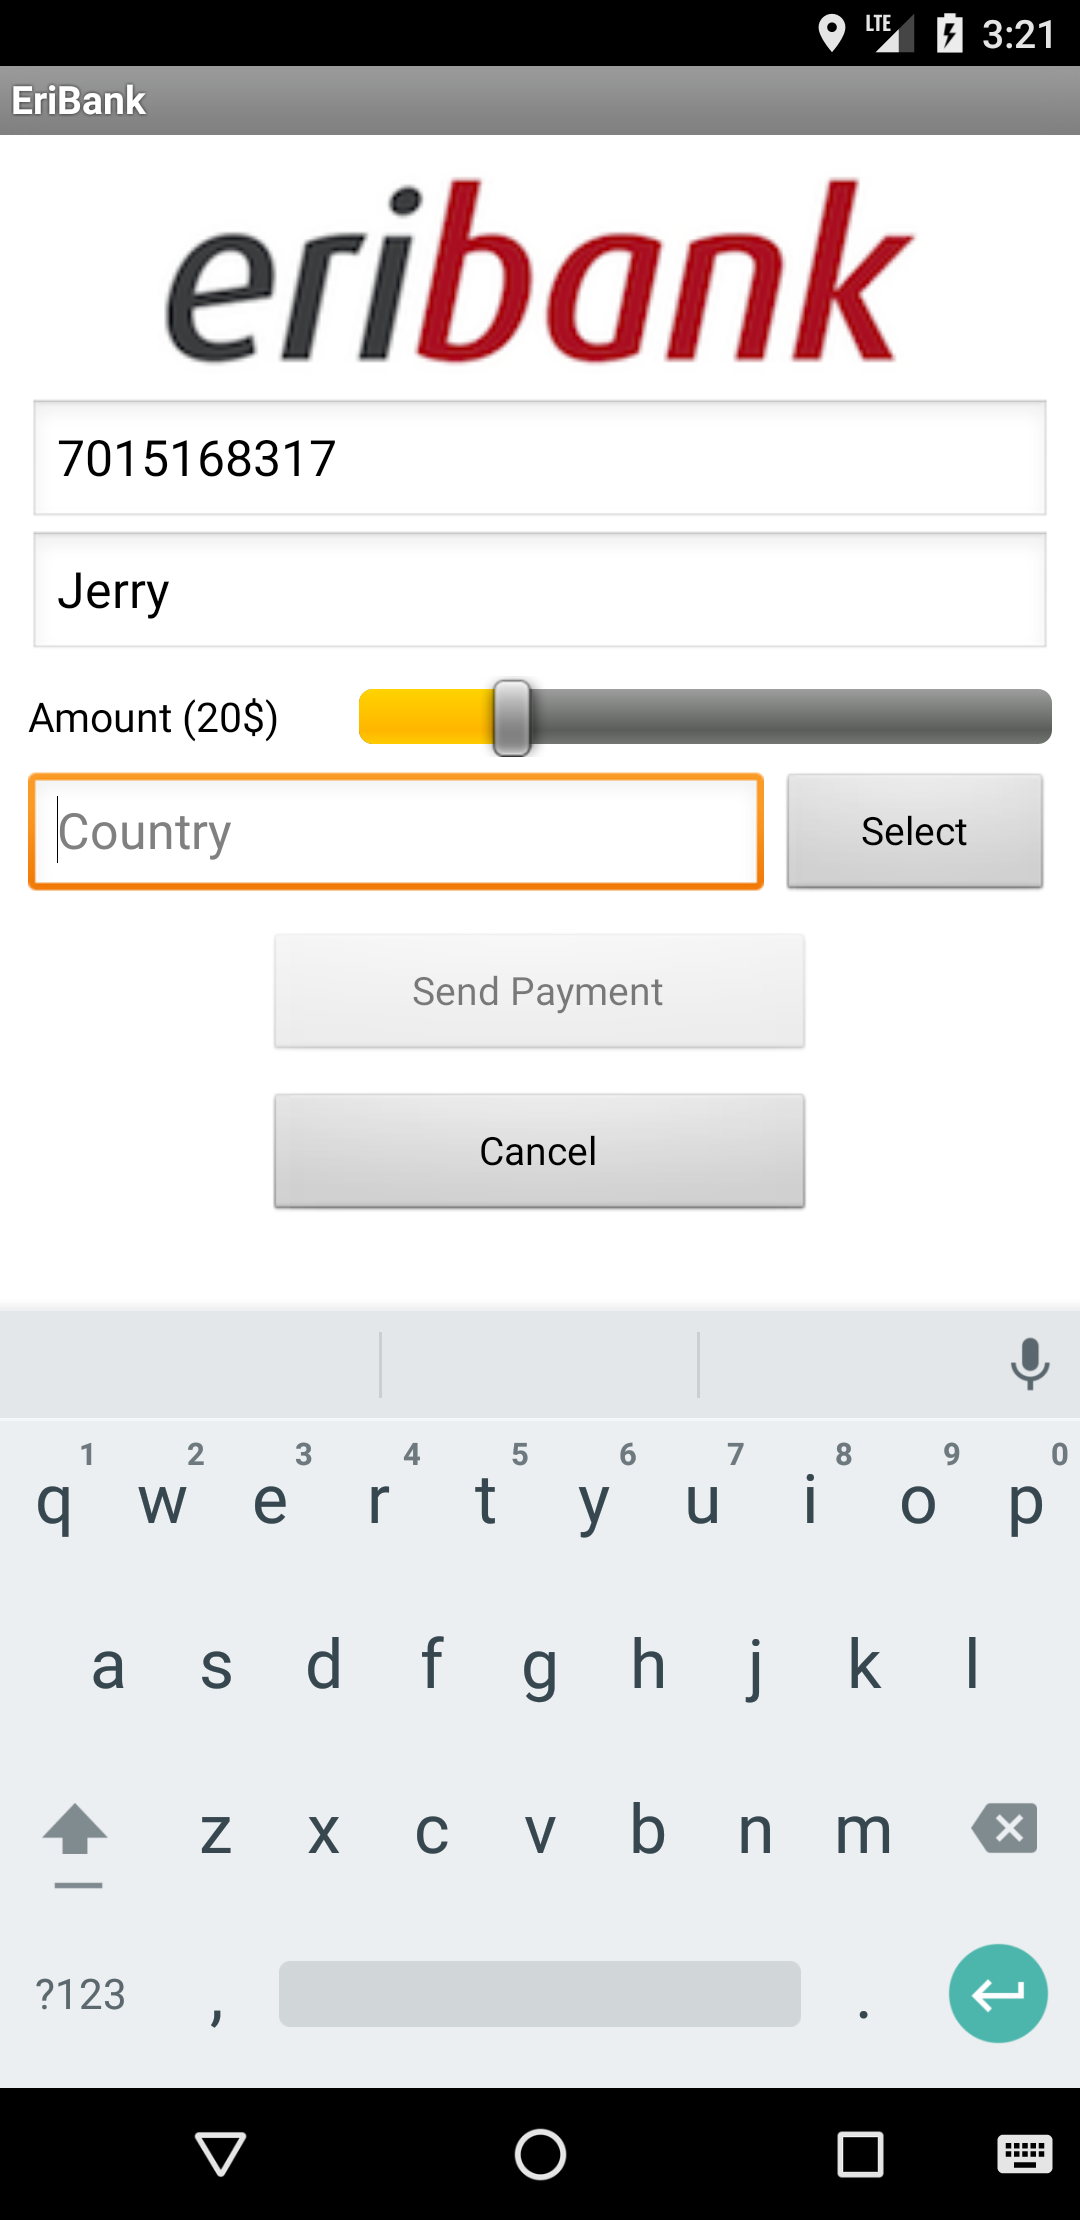 LTE 3:21
EriBank
eribank
7015168317
Jerry
Amount (20$)
Country Select
Send Payment
Cancel
1 2 3 4 5 6 7 8 9 0
q w e r t y u i o p
a s d f g h j k l
z x c v b n m
?123 , .